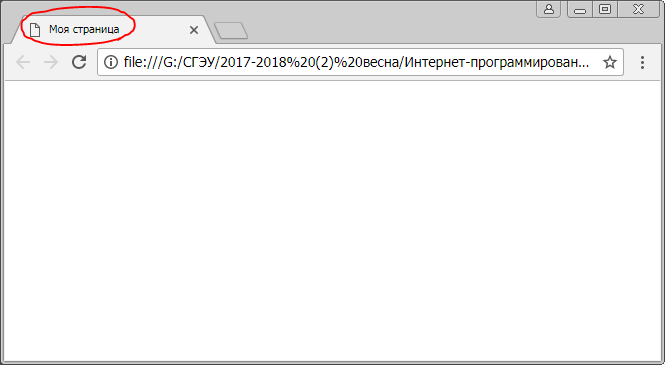 Моя страница
file:///G:/СГЭУ/2017-2018%20(2)%20весна/Интернет-программирован...